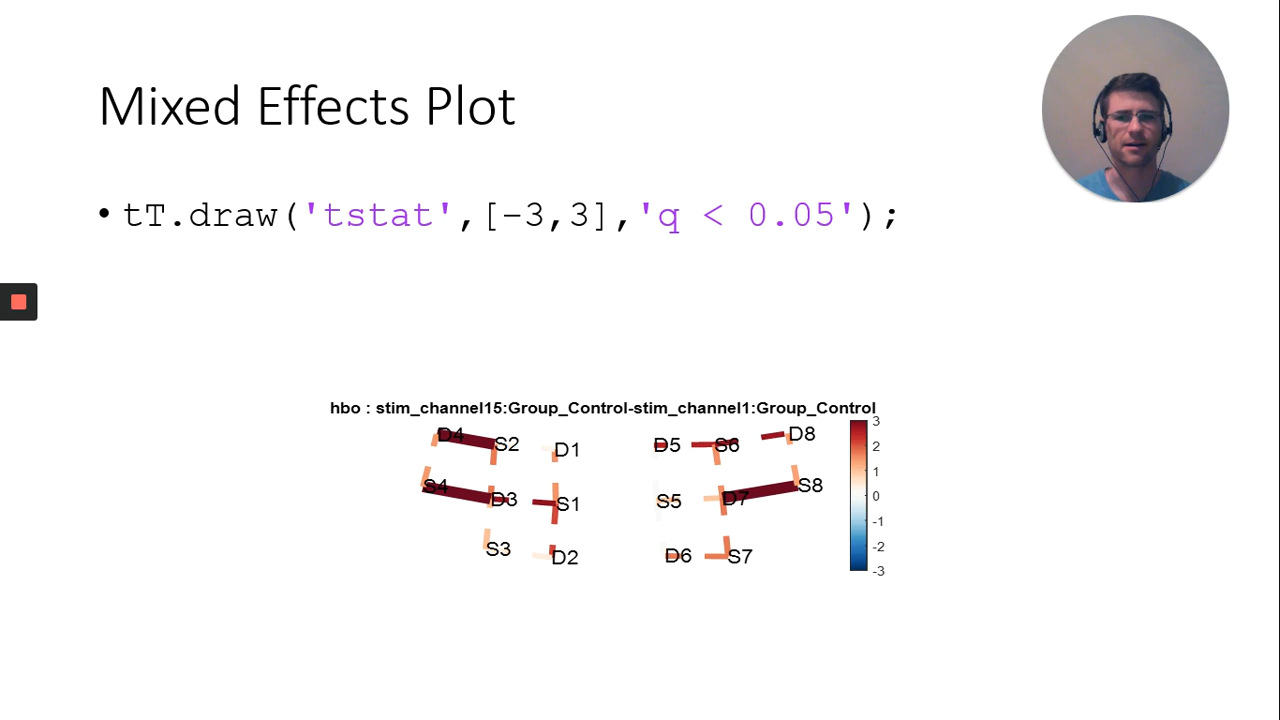 Mixed Effects Plot
• tT.draw('tstat',[-3,3],'q < 0.05');
hbo : stim_channel15:Group_Control-stim_channel1:Group_Control
D4 S2 D1 D5 S6 D8 3
2
S4 D3 S1 S5 D7 S8 1
0
-1
S3 D2 D6 S7 -2
-3